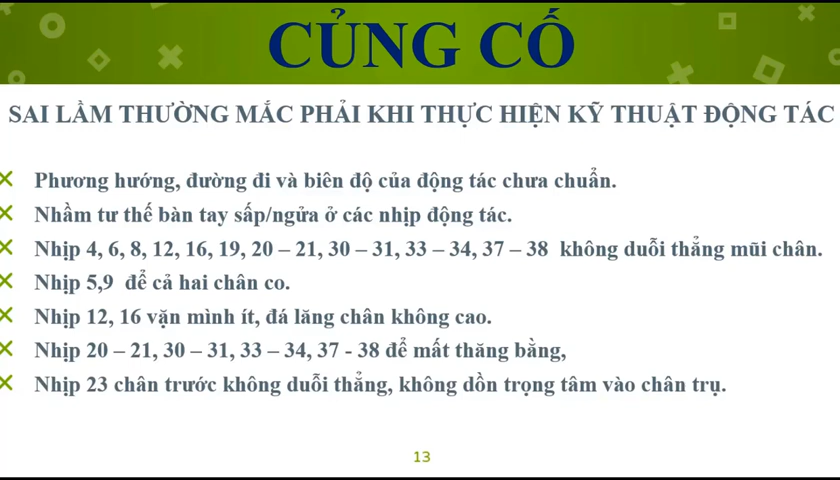 CỦNG CỐ
SAI LẦM THƯỜNG MẮC PHẢI KHI THỰC HIỆN KỸ THUẬT ĐỘNG TÁC
Phương hướng, đường đi và biên độ của động tác chưa chuẩn.
Nhầm tư thế bàn tay sấp/ngửa ở các nhịp động tác.
Nhịp 4, 6, 8, 12, 16, 19, 20 – 21, 30 – 31, 33 – 34, 37 – 38 không duỗi thẳng mũi chân.
Nhịp 5,9 để cả hai chân co.
Nhịp 12, 16 vặn mình ít, đá lăng chân không cao.
Nhịp 20 – 21, 30 – 31, 33 – 34, 37 - 38 để mất thăng bằng,
Nhịp 23 chân trước không duỗi thẳng, không dồn trọng tâm vào chân trụ.
13